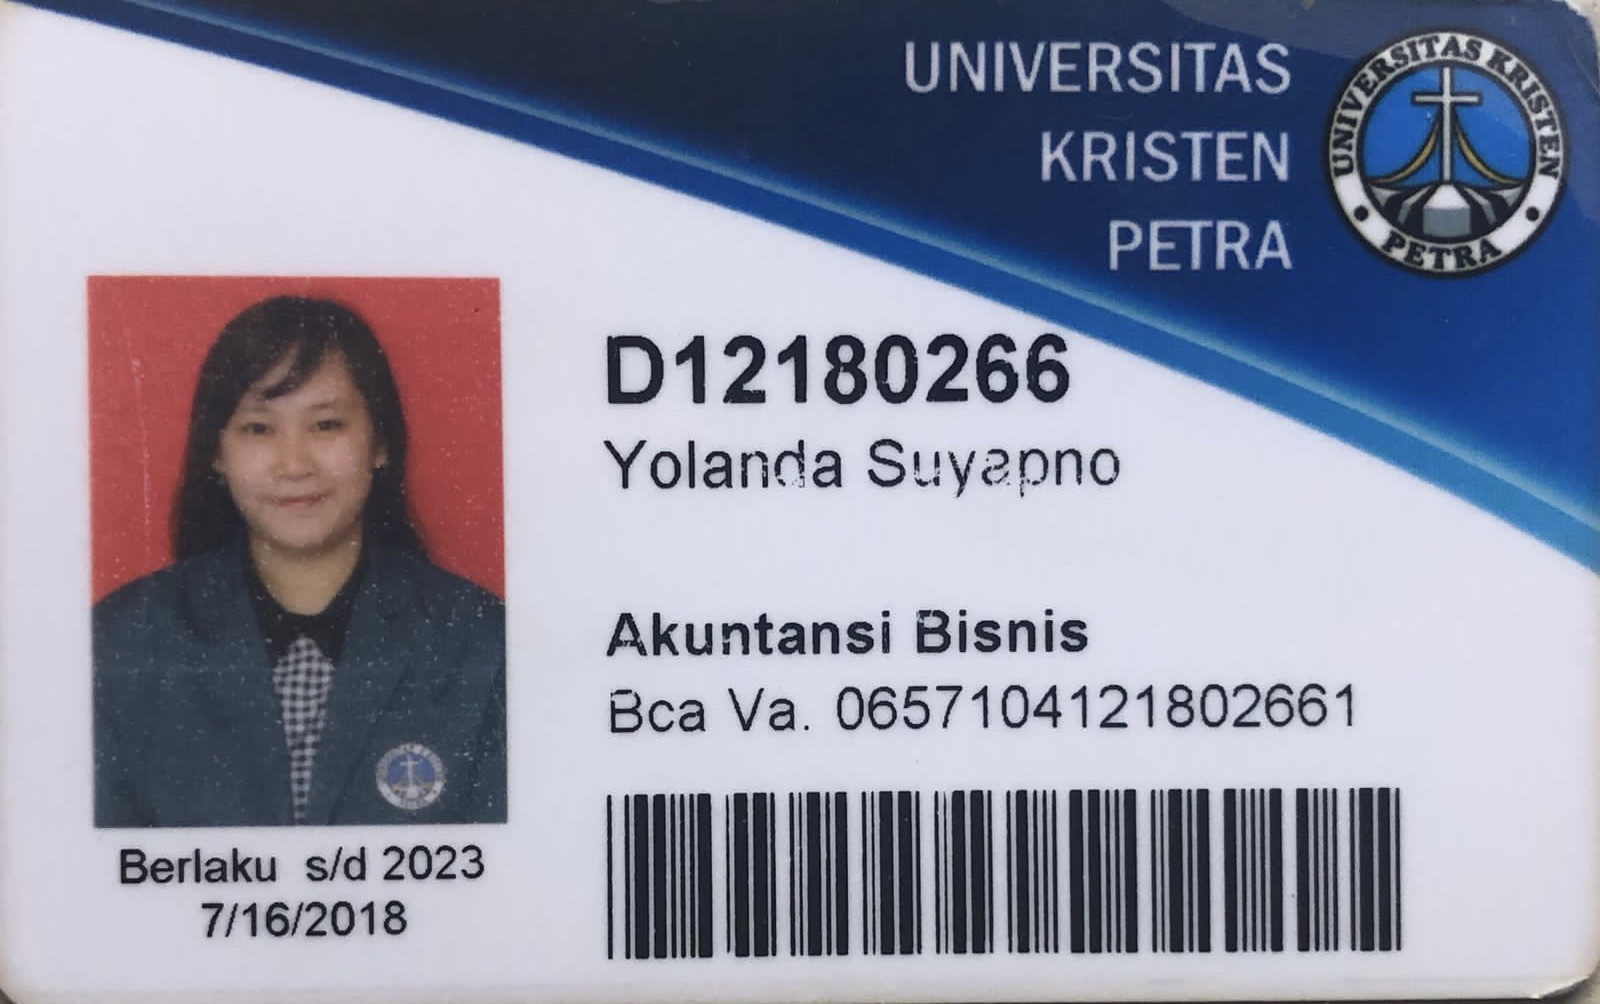 UNIVERSITAS
KRISTEN
PETRA
UNIVERSITAS KRISTEN
PETRA
D12180266
Yolanda Suyapno
Akuntansi Bisnis
Bca Va. 0657104121802661
Berlaku s/d 2023
7/16/2018